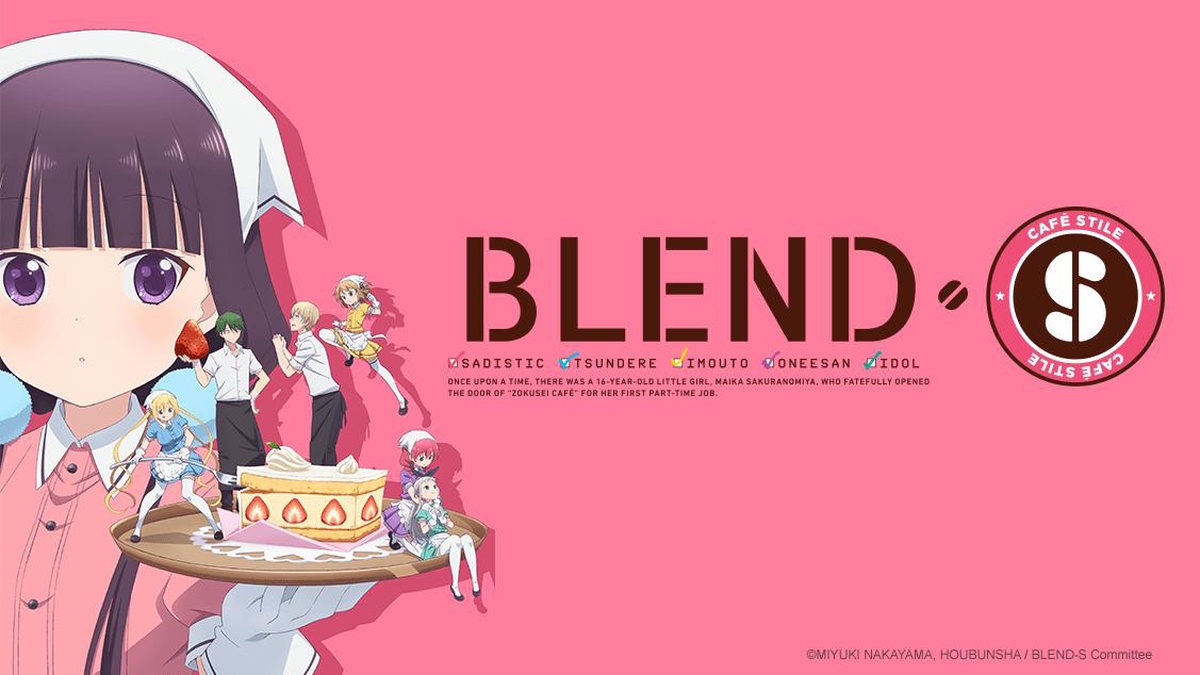 BLEND
CAFÉ STILE
S
CAFÉ STILE
SADISTIC TSUNDERE IMOUTO ONEESAN IDOL
ONCE UPON A TIME, THERE WAS A 16-YEAR-OLD LITTLE GIRL, MAIKA SAKURANOMIYA, WHO FATEFULLY OPENED
THE DOOR OF "ZOKUSEI CAFÉ" FOR HER FIRST PART-TIME JOB.
©MIYUKI NAKAYAMA, HOUBUNSHA / BLEND-S Committee